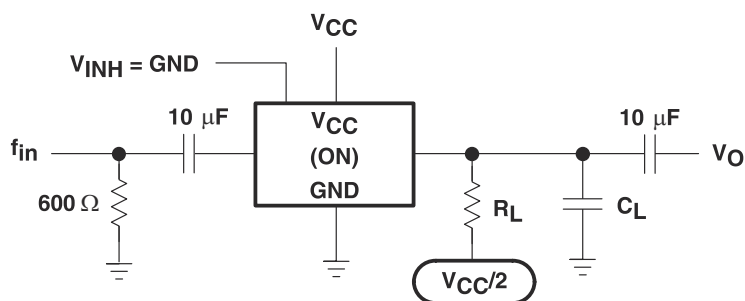 VCC
VINH = GND
10 μF
VCC
10 μF
fin
(ON)
VO
GND
600 Ω
RL
CL
VCC/2